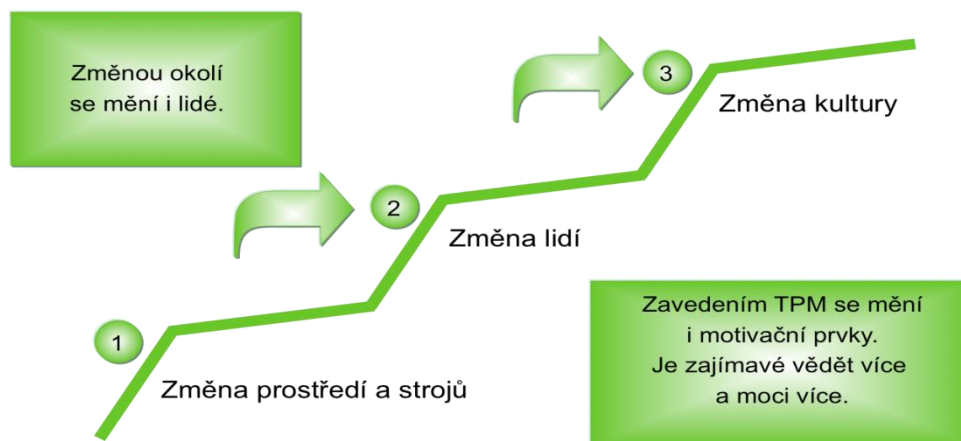 Změnou okolí
se mění i lidé.
3
Změna kultury
2
Změna lidí
Zavedením TPM se mění
i motivační prvky.
Je zajímavé vědět více
a moci více.
1
Změna prostředí a strojů